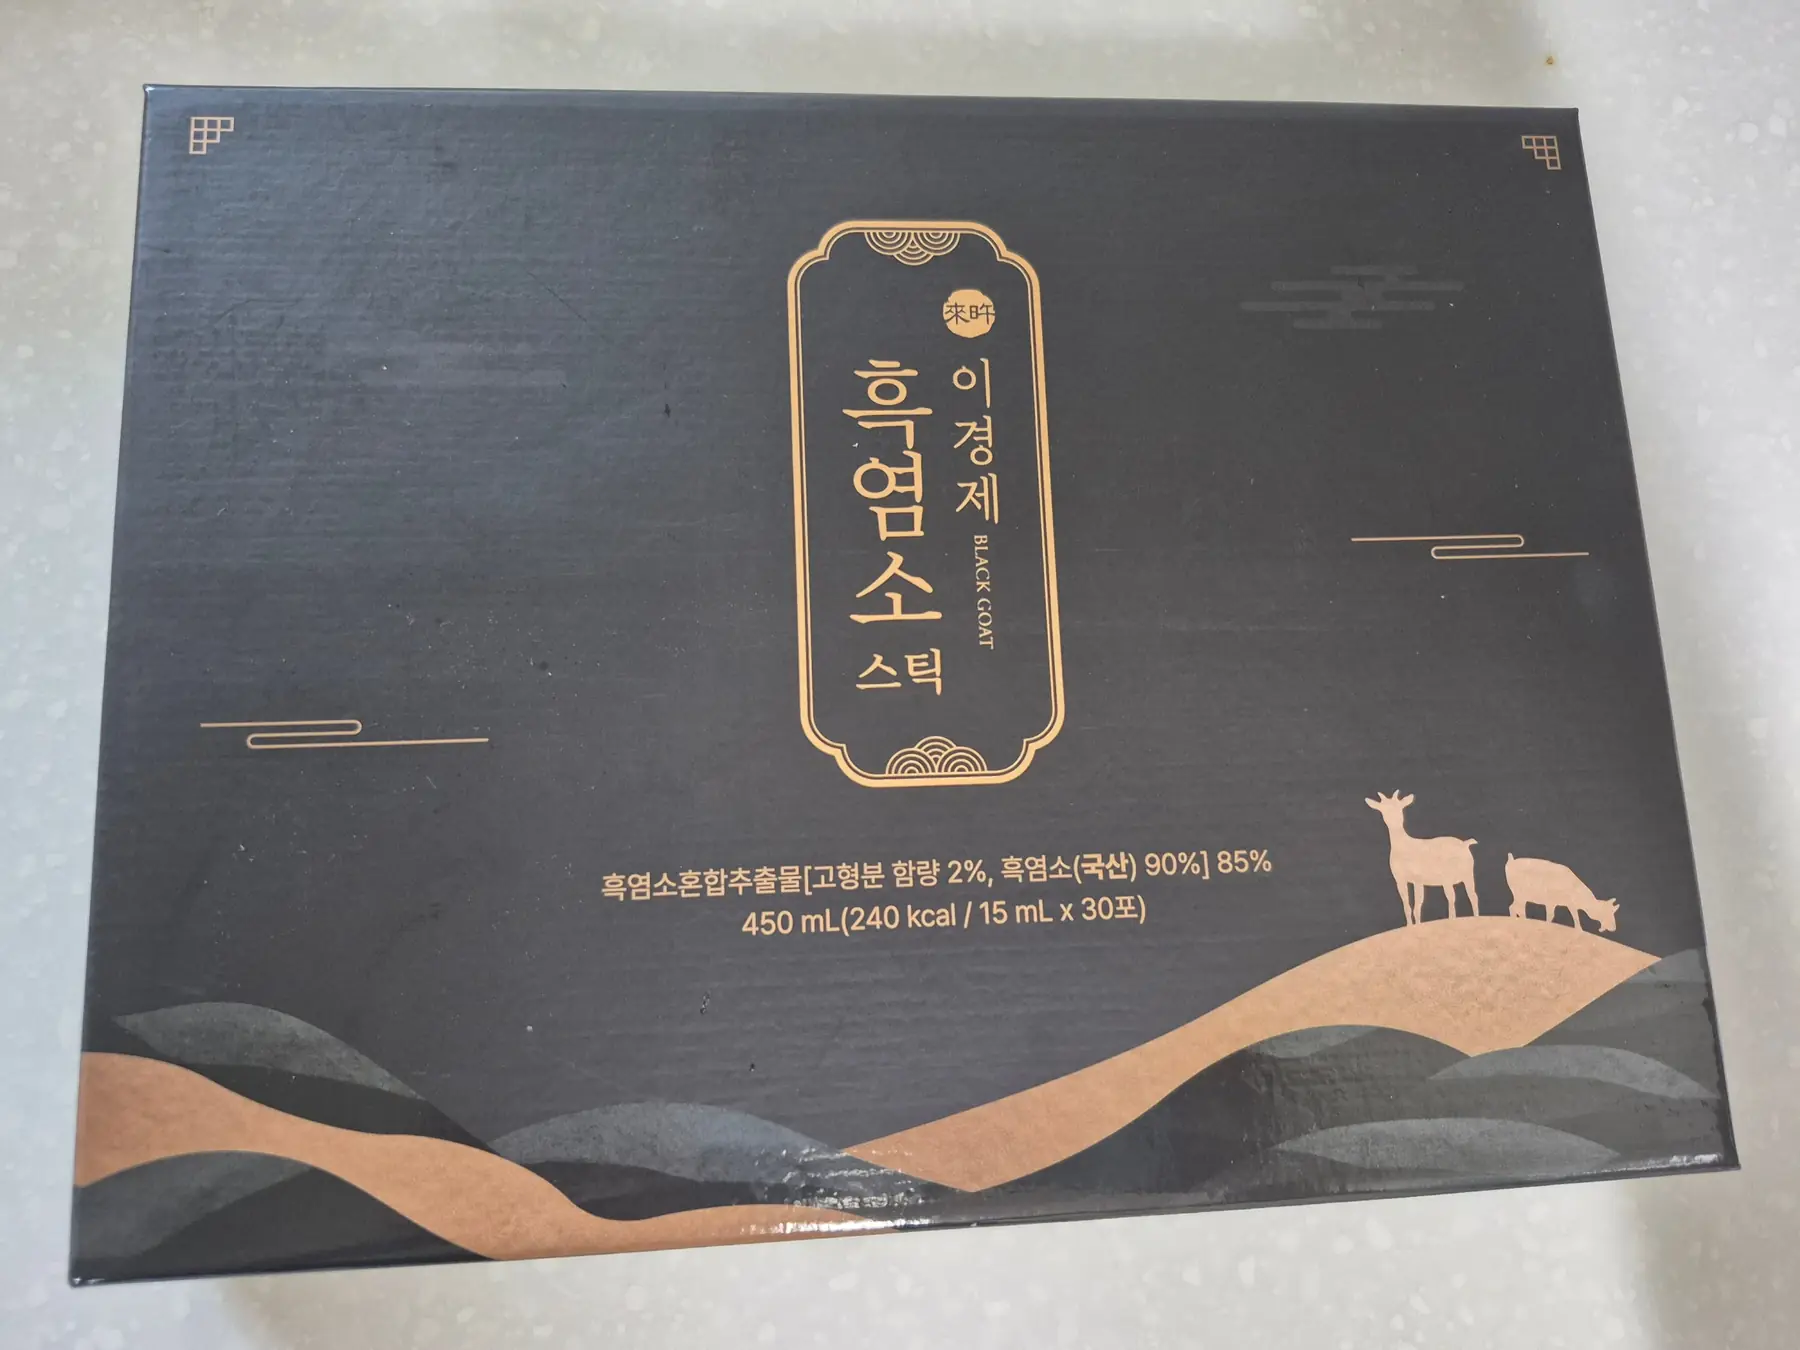 來昨
이경제 BLACK GOAT
흑염소 스틱
흑염소혼합추출물[고형분 함량 2%, 흑염소(국산) 90%] 85%
450 mL(240 kcal / 15 mL x 30포)